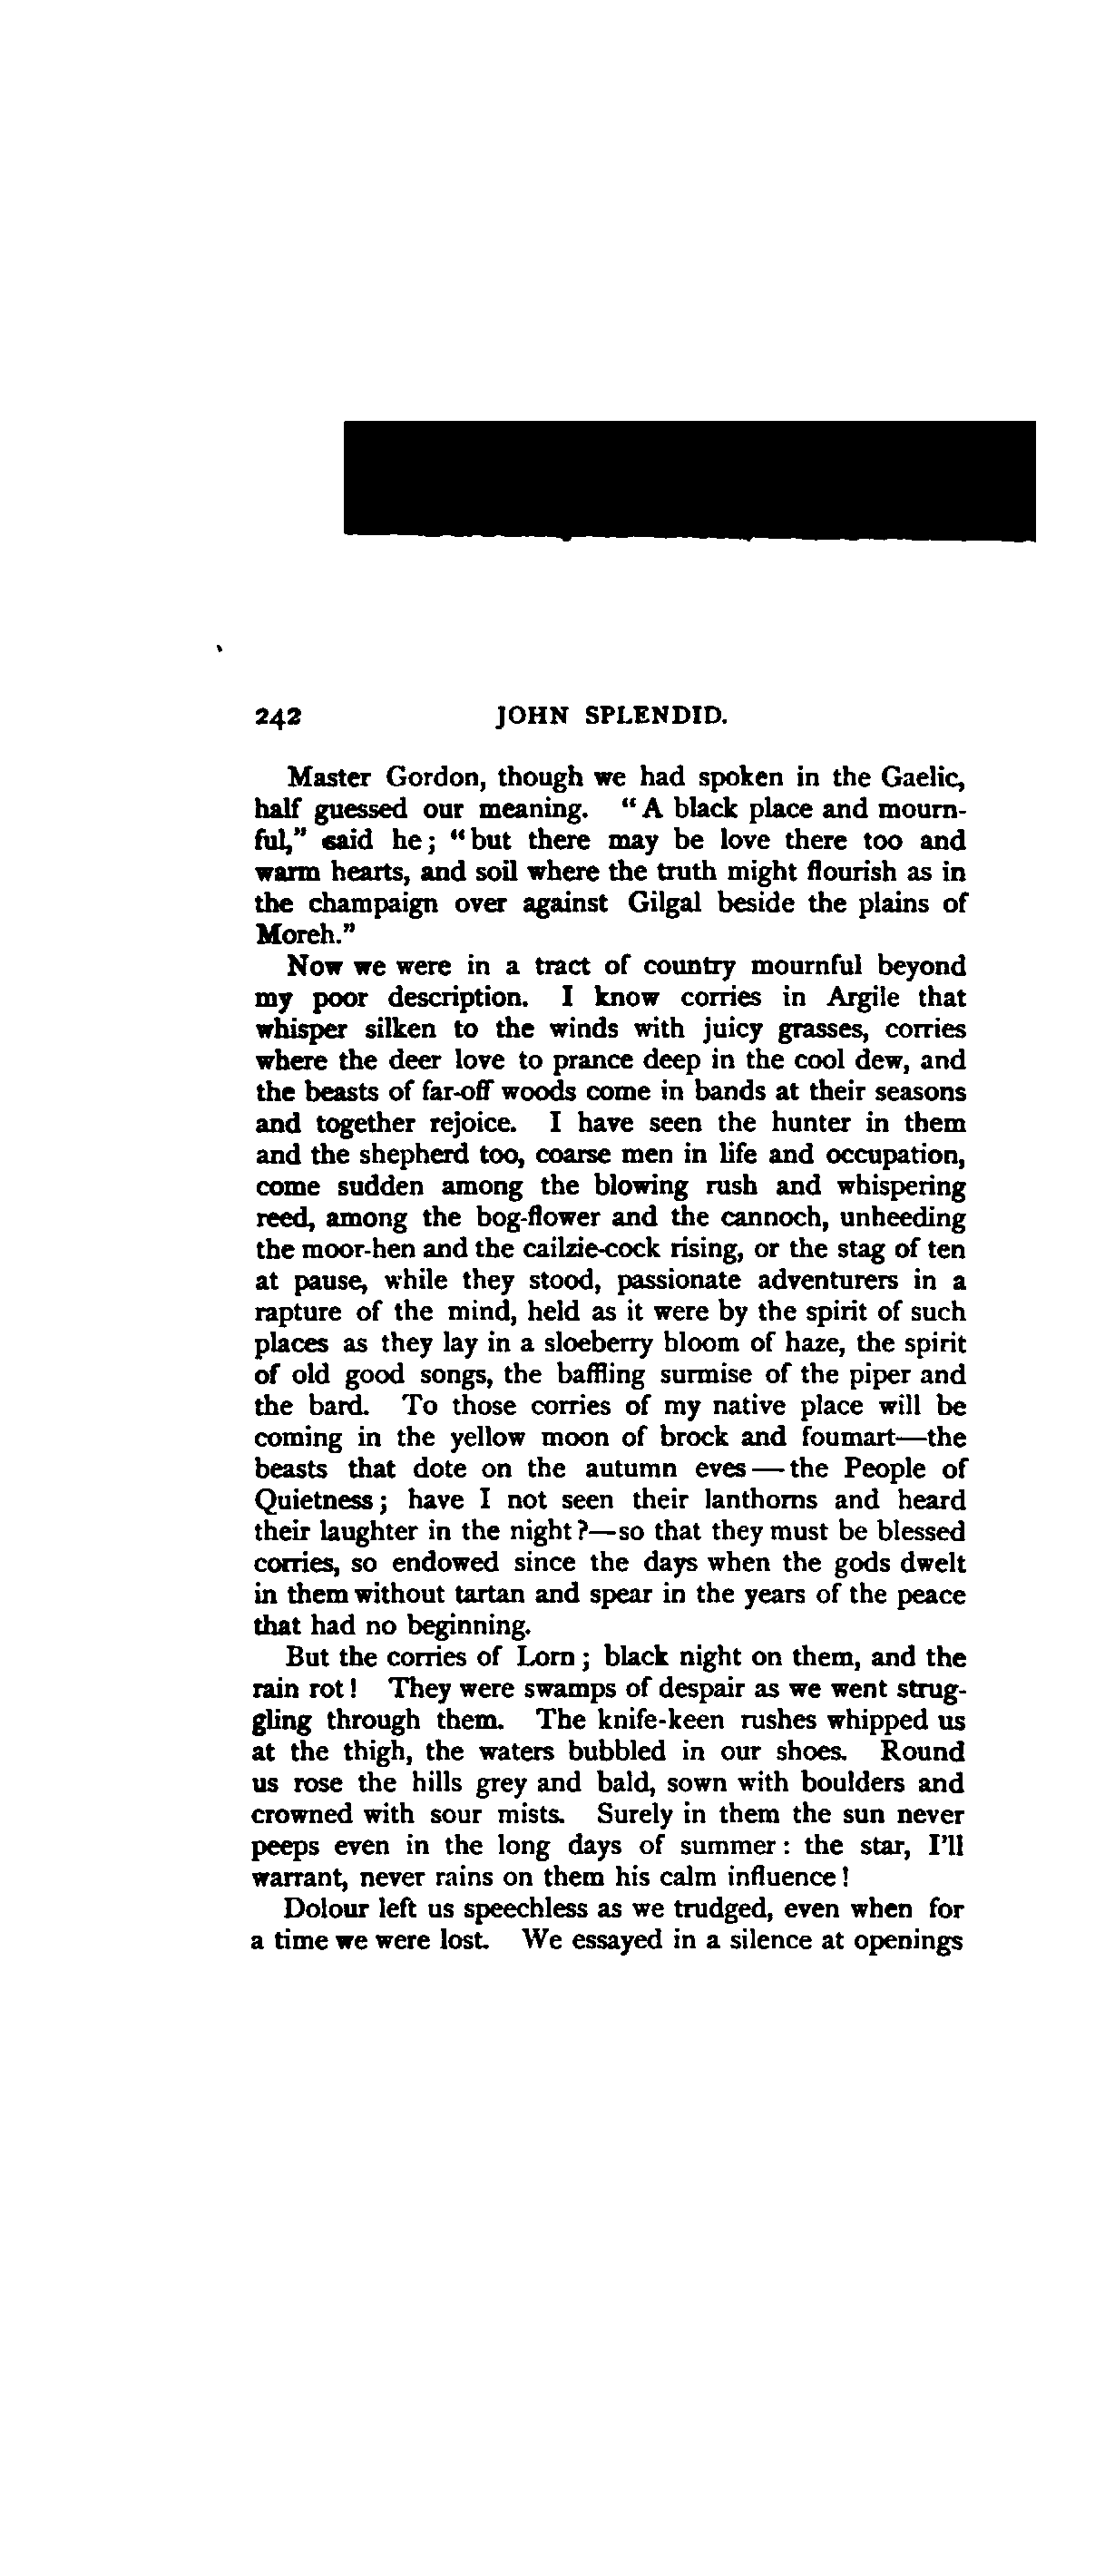 242 JOHN SPLENDID.
Master Gordon, though we had spoken in the Gaelic,
half guessed our meaning. "A black place and mourn-
ful," said he; "but there may be love there too and
warm hearts, and soil where the truth might flourish as in
the champaign over against Gilgal beside the plains of
Moreh."
Now we were in a tract of country mournful beyond
my poor description. I know corries in Argile that
whisper silken to the winds with juicy grasses, corries
where the deer love to prance deep in the cool dew, and
the beasts of far-off woods come in bands at their seasons
and together rejoice. I have seen the hunter in them
and the shepherd too, coarse men in life and occupation,
come sudden among the blowing rush and whispering
reed, among the bog-flower and the cannoch, unheeding
the moor-hen and the cailzie-cock rising, or the stag of ten
at pause, while they stood, passionate adventurers in a
rapture of the mind, held as it were by the spirit of such
places as they lay in a sloeberry bloom of haze, the spirit
of old good songs, the baffling surmise of the piper and
the bard. To those corries of my native place will be
coming in the yellow moon of brock and foumart—the
beasts that dote on the autumn eves—the People of
Quietness; have I not seen their lanthorns and heard
their laughter in the night?—so that they must be blessed
corries, so endowed since the days when the gods dwelt
in them without tartan and spear in the years of the peace
that had no beginning.
But the corries of Lorn; black night on them, and the
rain rot! They were swamps of despair as we went strug-
gling through them. The knife-keen rushes whipped us
at the thigh, the waters bubbled in our shoes. Round
us rose the hills grey and bald, sown with boulders and
crowned with sour mists. Surely in them the sun never
peeps even in the long days of summer: the star, I'll
warrant, never rains on them his calm influence!
Dolour left us speechless as we trudged, even when for
a time we were lost. We essayed in a silence at openings